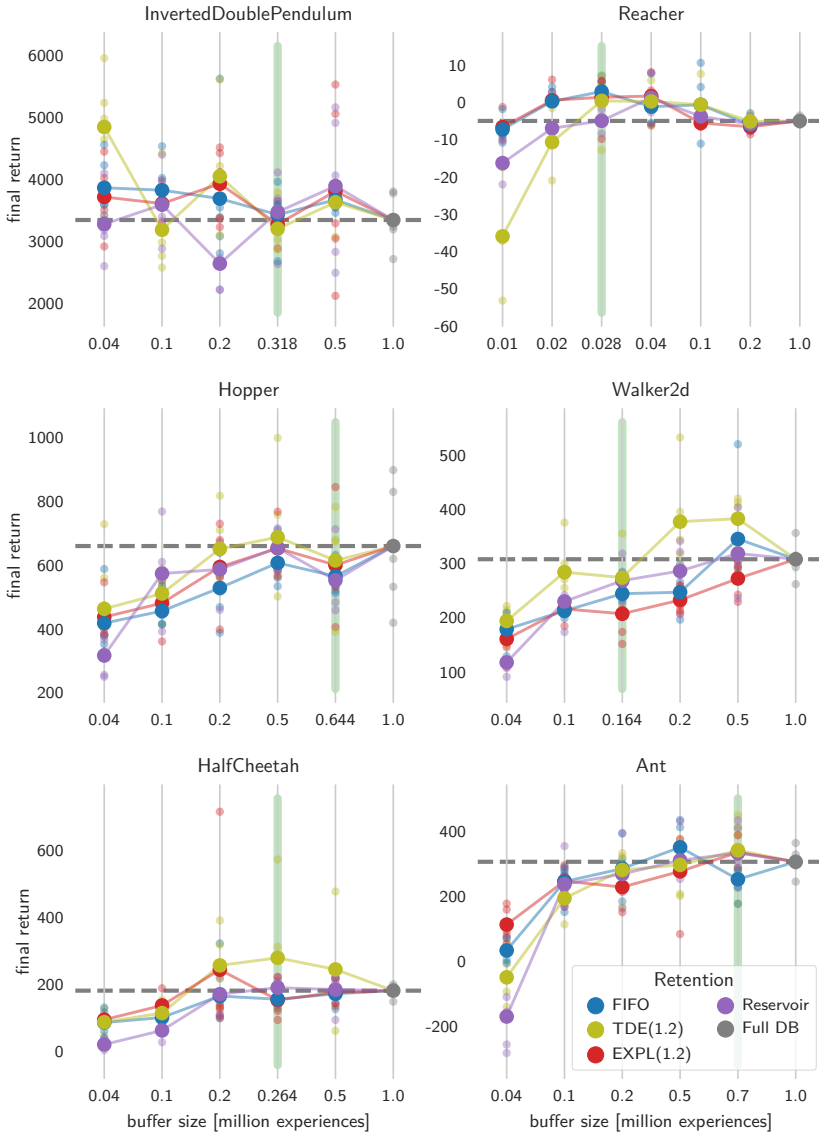 InvertedDoublePendulum
Reacher
final return
6000
5000
4000
3000
2000
0.04 0.1 0.2 0.318 0.5 1.0
10
0
-10
-20
-30
-40
-50
-60
0.01 0.02 0.028 0.04 0.1 0.2 1.0
Hopper
Walker2d
final return
1000
800
600
400
200
0.04 0.1 0.2 0.5 0.644 1.0
500
400
300
200
100
0.04 0.1 0.164 0.2 0.5 1.0
HalfCheetah
Ant
final return
600
400
200
0
0.04 0.1 0.2 0.264 0.5 1.0
buffer size [million experiences]
400
200
0
-200
0.04 0.1 0.2 0.5 0.7 1.0
buffer size [million experiences]
Retention
FIFO
TDE(1.2)
EXPL(1.2)
Reservoir
Full DB